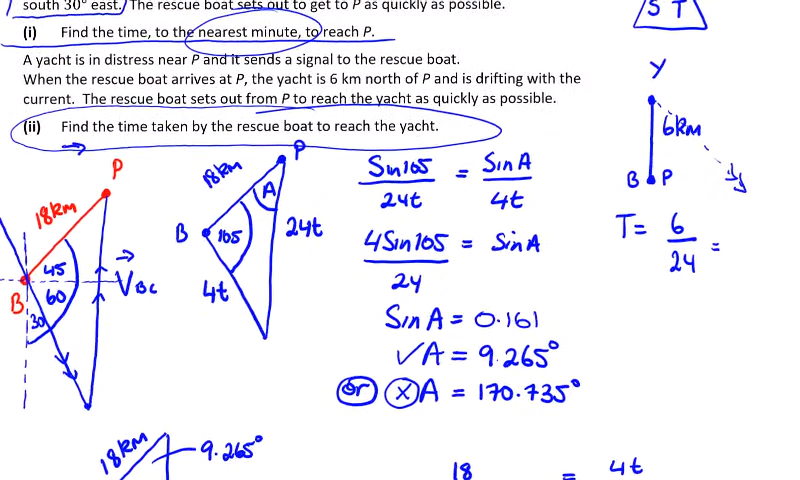 south 30° east. The rescue boat sets out to get to P as quickly as possible.
(i) Find the time, to the nearest minute, to reach P.
A yacht is in distress near P and it sends a signal to the rescue boat.
When the rescue boat arrives at P, the yacht is 6 km north of P and is drifting with the
current. The rescue boat sets out from P to reach the yacht as quickly as possible.
(ii) Find the time taken by the rescue boat to reach the yacht.
S T
Y
6km
B P
T = 6/24 =
P
18km
45
60
30
B
V BC
P
18km
A
B
105
24t
4t
Sin105/24t = SinA/4t
4Sin105/24 = SinA
SinA = 0.161
✓A = 9.265°
or ⓧA = 170.735°
18km
9.265°
18 = 4t